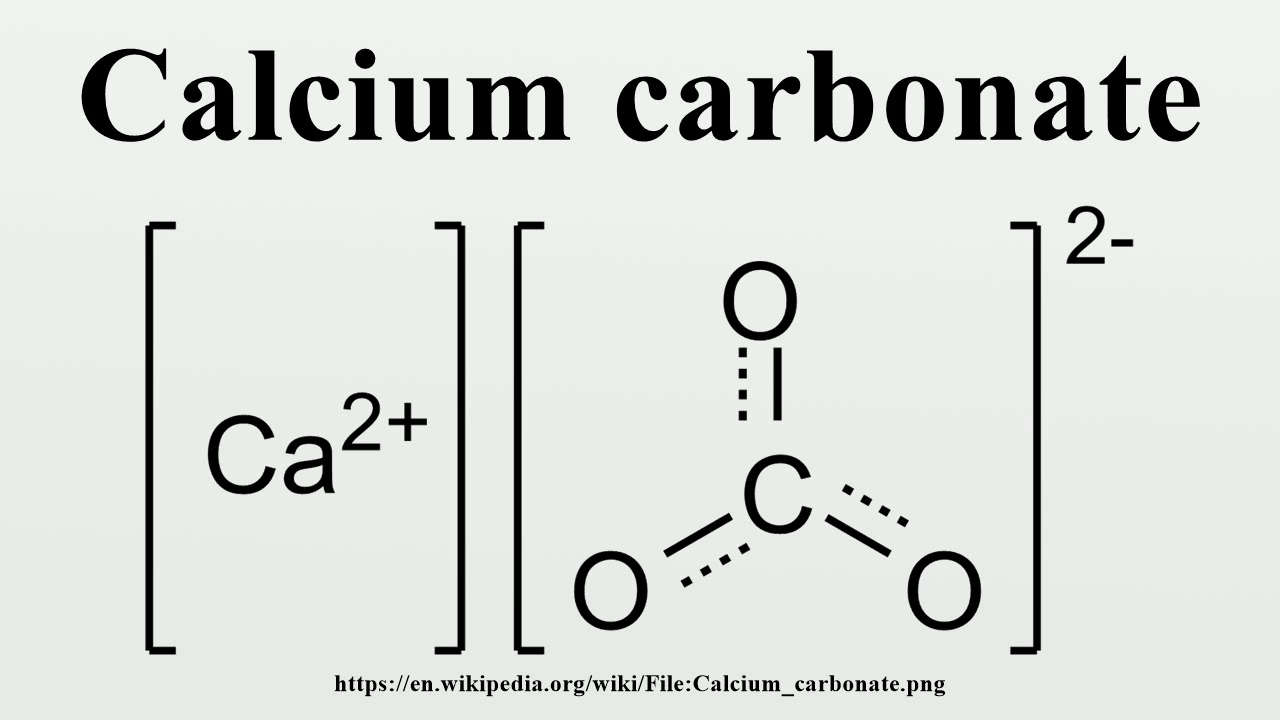 Calcium carbonate
2-
O
Ca2+
C
O O
https://en.wikipedia.org/wiki/File:Calcium_carbonate.png